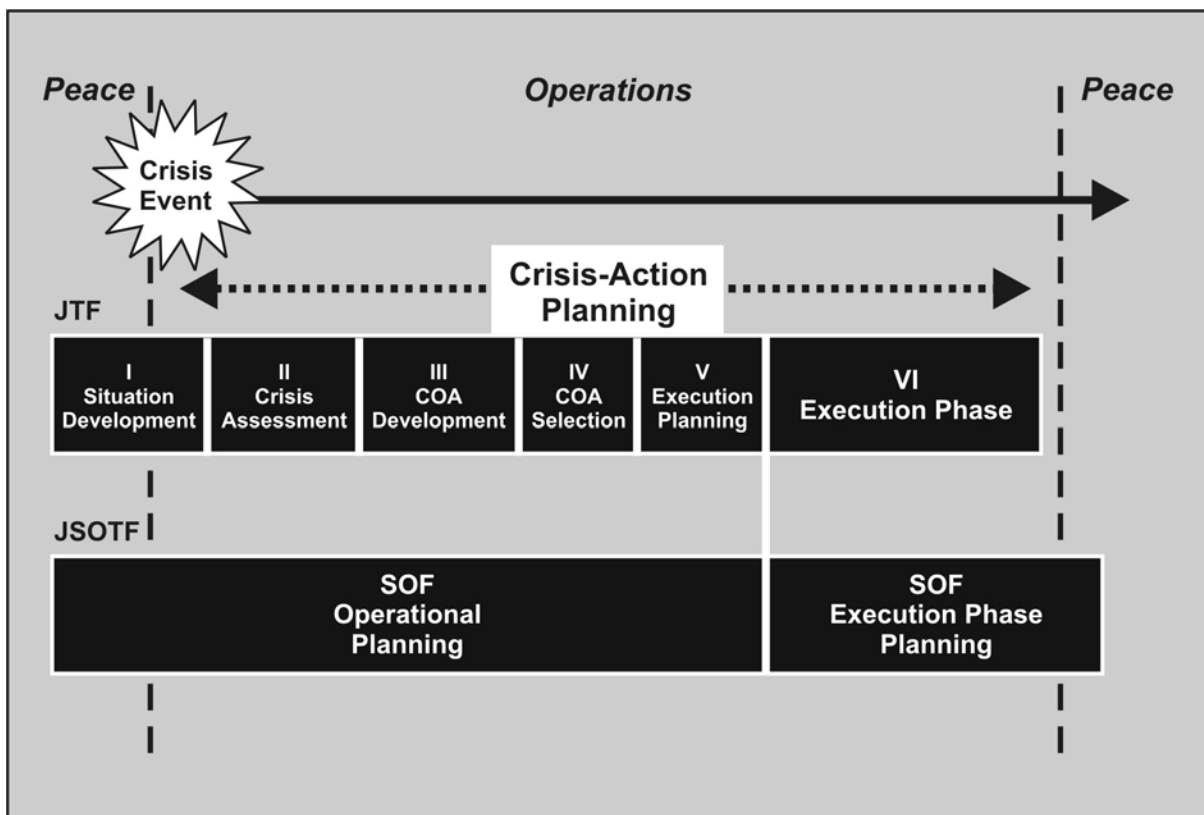 Peace
Operations
Peace
Crisis
Event
Crisis-Action
Planning
JTF
I
Situation
Development
II
Crisis
Assessment
III
COA
Development
IV
COA
Selection
V
Execution
Planning
VI
Execution Phase
JSOTF
SOF
Operational
Planning
SOF
Execution Phase
Planning